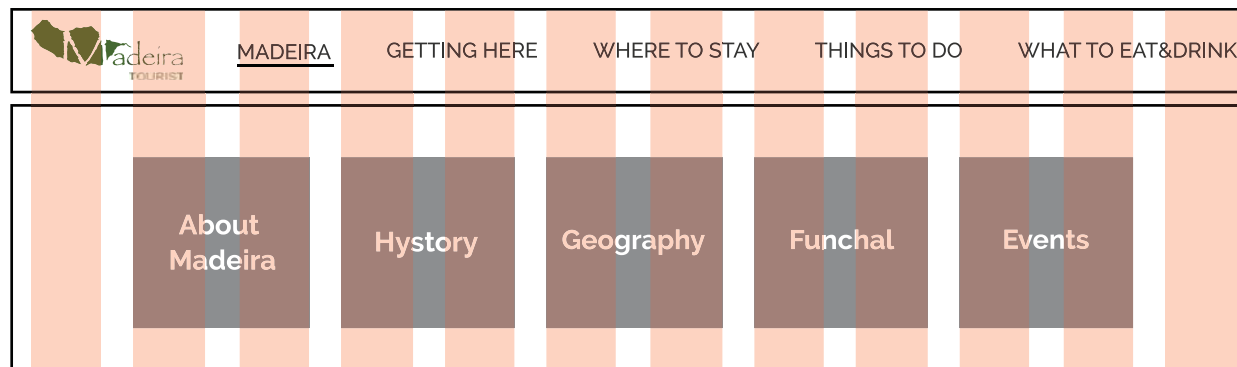 Madeira
TOURIST
MADEIRA
GETTING HERE
WHERE TO STAY
THINGS TO DO
WHAT TO EAT&DRINK
About
Madeira
Hystory
Geography
Funchal
Events